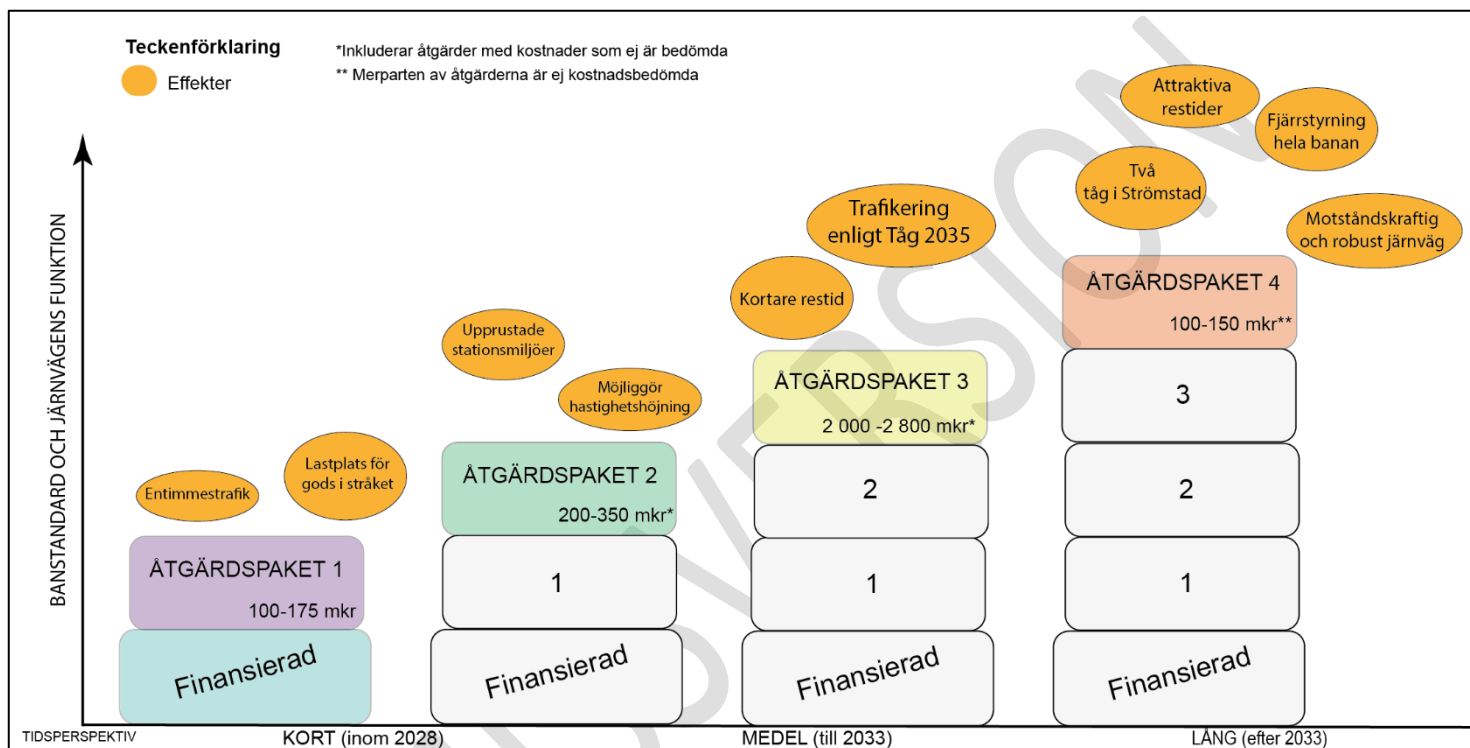 Teckenförklaring
Effekter
*Inkluderar åtgärder med kostnader som ej är bedömda
** Merparten av åtgärderna är ej kostnadsbedömda
BANSTANDARD OCH JÄRNVÄGENS FUNKTION
Entimmestrafik
Lastplats för
gods i stråket
ÅTGÄRDSPAKET 1
100-175 mkr
Finansierad
Upprustade
stationsmiljöer
Möjliggör
hastighetshöjning
ÅTGÄRDSPAKET 2
200-350 mkr*
1
Finansierad
Kortare restid
Trafikering
enligt Tåg 2035
ÅTGÄRDSPAKET 3
2 000 -2 800 mkr*
2
1
Finansierad
Attraktiva
restider
Fjärrstyrning
hela banan
Två
tåg i Strömstad
Motståndskraftig
och robust järnväg
ÅTGÄRDSPAKET 4
100-150 mkr**
3
2
1
Finansierad
TIDSPERSPEKTIV
KORT (inom 2028)
MEDEL (till 2033)
LÅNG (efter 2033)